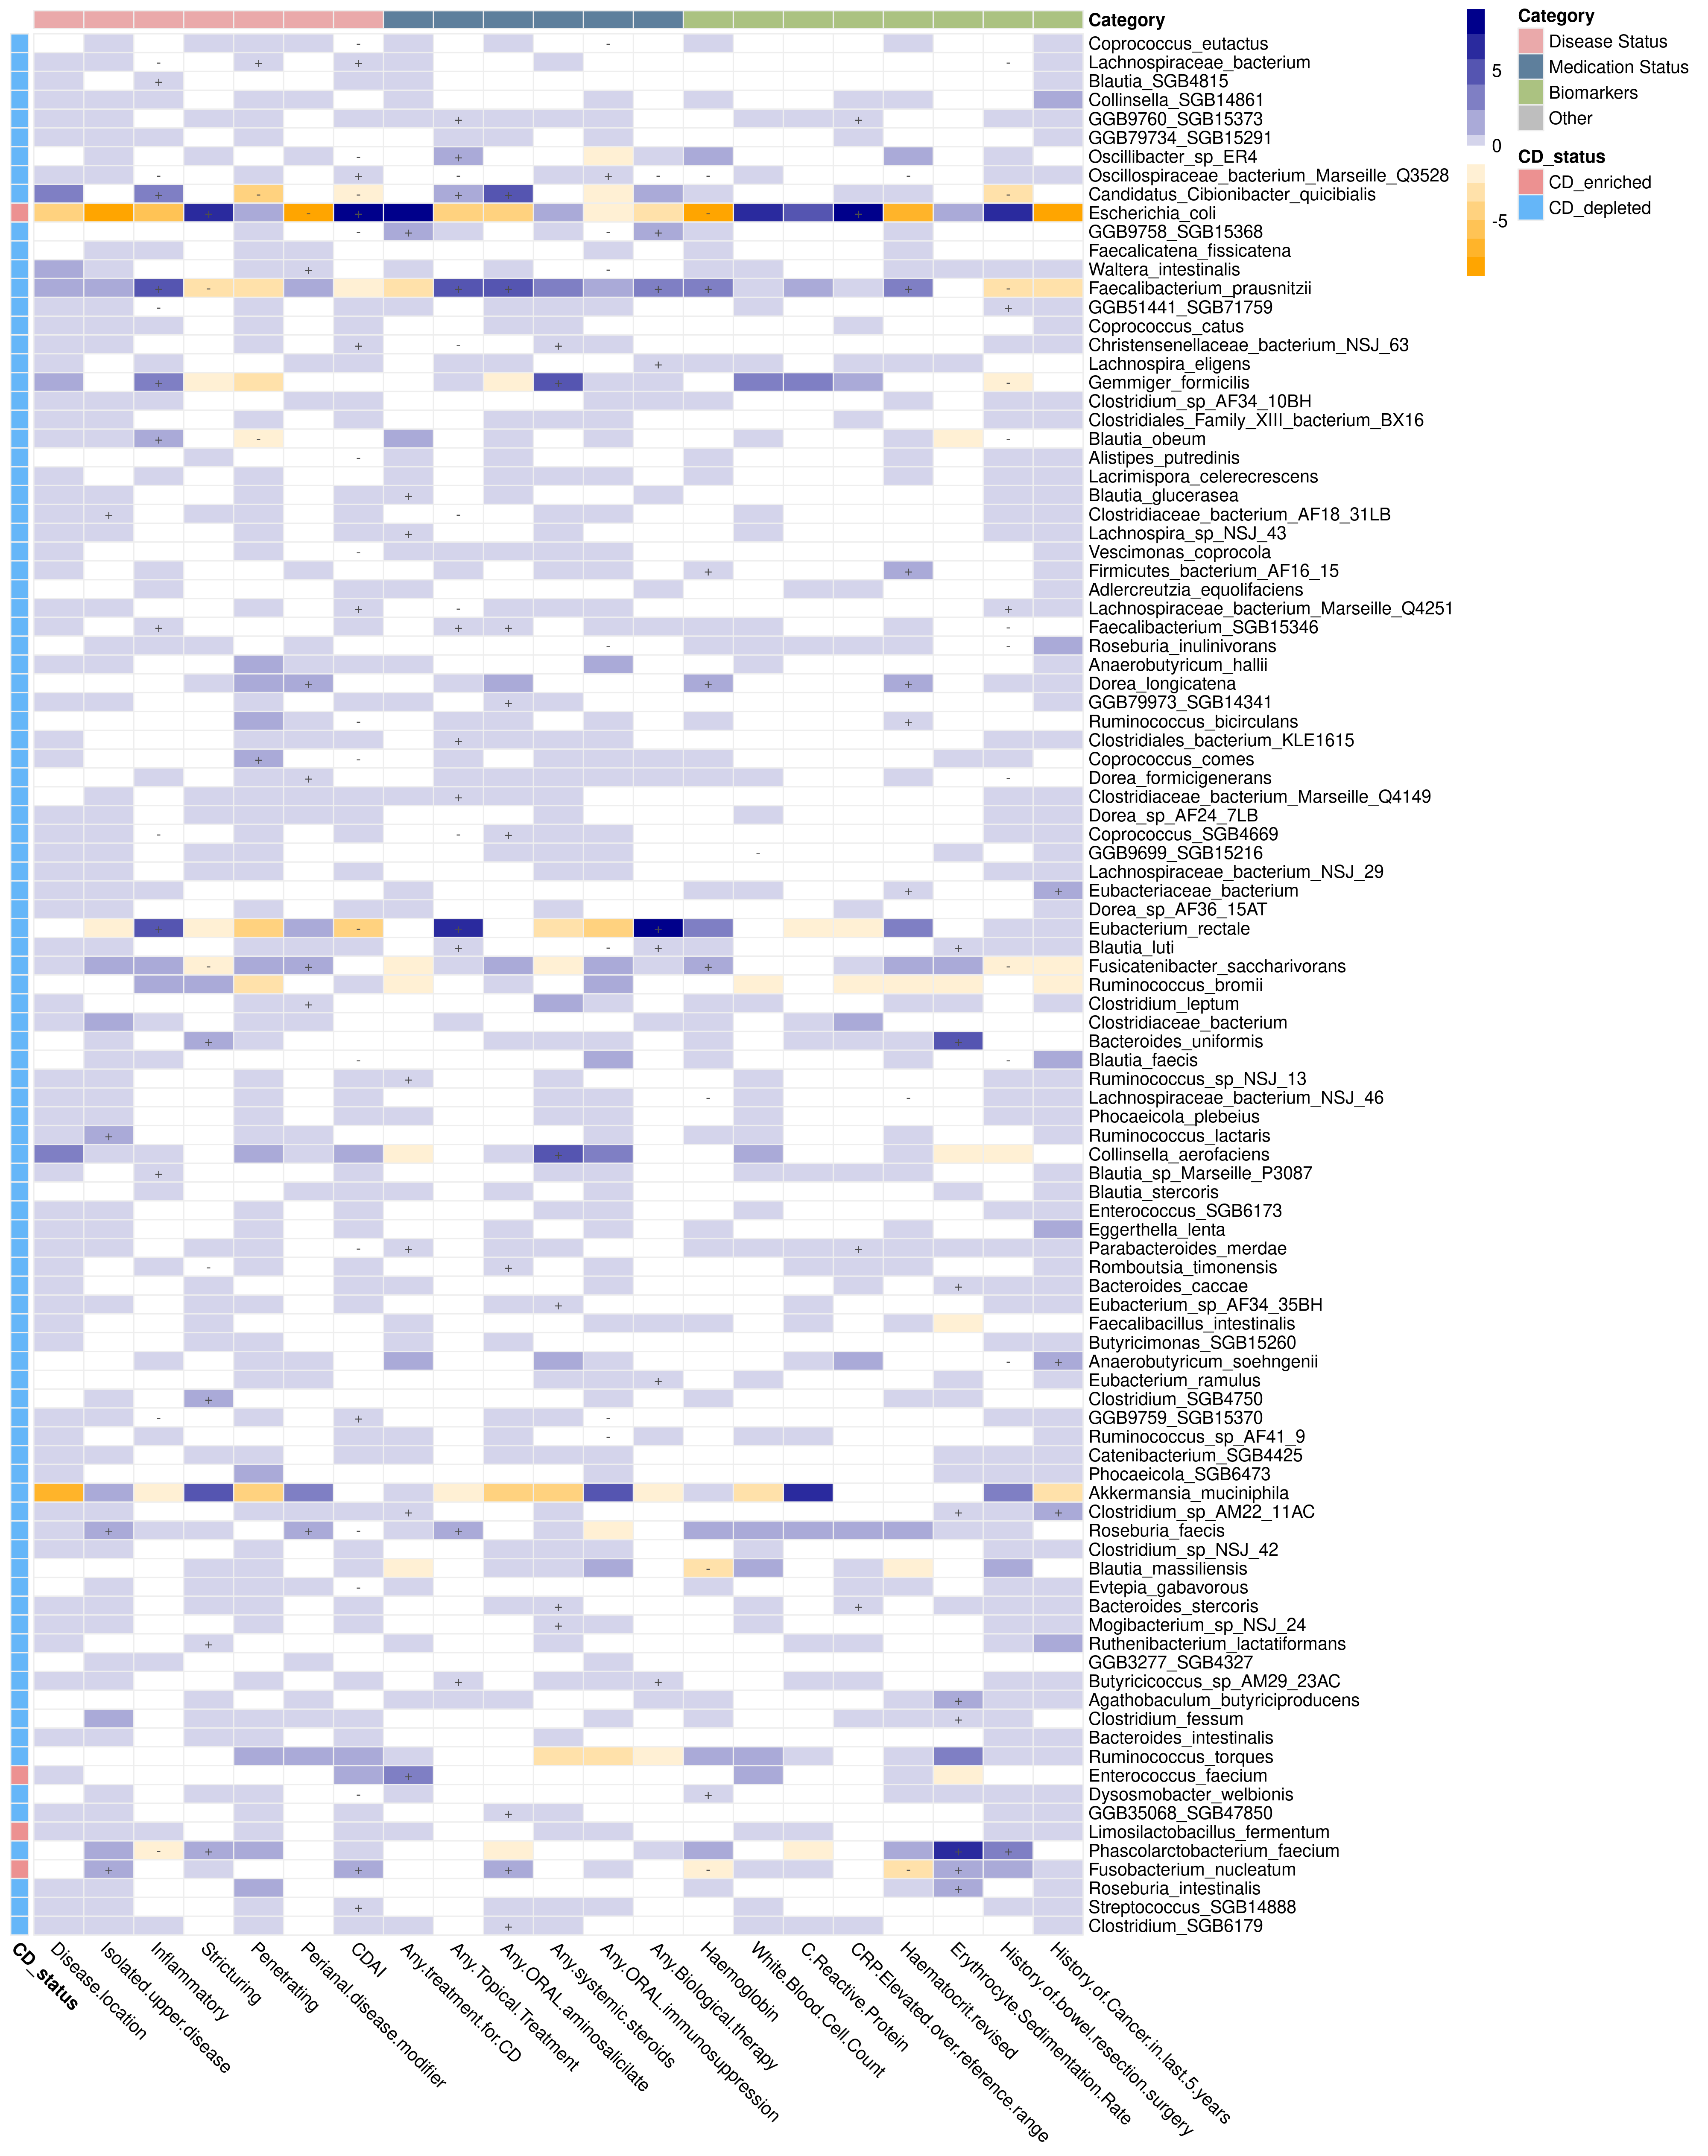 Category
Coprococcus_eutactus
Lachnospiraceae_bacterium
Blautia_SGB4815
Collinsella_SGB14861
GGB9760_SGB15373
GGB79734_SGB15291
Oscillibacter_sp_ER4
Oscillospiraceae_bacterium_Marseille_Q3528
Candidatus_Cibionibacter_quicibialis
Escherichia_coli
GGB9758_SGB15368
Faecalicatena_fissicatena
Waltera_intestinalis
Faecalibacterium_prausnitzii
GGB51441_SGB71759
Coprococcus_catus
Christensenellaceae_bacterium_NSJ_63
Lachnospira_eligens
Gemmiger_formicilis
Clostridium_sp_AF34_10BH
Clostridiales_Family_XIII_bacterium_BX16
Blautia_obeum
Alistipes_putredinis
Lacrimispora_celerecrescens
Blautia_glucerasea
Clostridiaceae_bacterium_AF18_31LB
Lachnospira_sp_NSJ_43
Vescimonas_coprocola
Firmicutes_bacterium_AF16_15
Adlercreutzia_equolifaciens
Lachnospiraceae_bacterium_Marseille_Q4251
Faecalibacterium_SGB15346
Roseburia_inulinivorans
Anaerobutyricum_hallii
Dorea_longicatena
GGB79973_SGB14341
Ruminococcus_bicirculans
Clostridiales_bacterium_KLE1615
Coprococcus_comes
Dorea_formicigenerans
Clostridiaceae_bacterium_Marseille_Q4149
Dorea_sp_AF24_7LB
Coprococcus_SGB4669
GGB9699_SGB15216
Lachnospiraceae_bacterium_NSJ_29
Eubacteriaceae_bacterium
Dorea_sp_AF36_15AT
Eubacterium_rectale
Blautia_luti
Fusicatenibacter_saccharivorans
Ruminococcus_bromii
Clostridium_leptum
Clostridiaceae_bacterium
Bacteroides_uniformis
Blautia_faecis
Ruminococcus_sp_NSJ_13
Lachnospiraceae_bacterium_NSJ_46
Phocaeicola_plebeius
Ruminococcus_lactaris
Collinsella_aerofaciens
Blautia_sp_Marseille_P3087
Blautia_stercoris
Enterococcus_SGB6173
Eggerthella_lenta
Parabacteroides_merdae
Romboutsia_timonensis
Bacteroides_caccae
Eubacterium_sp_AF34_35BH
Faecalibacillus_intestinalis
Butyricimonas_SGB15260
Anaerobutyricum_soehngenii
Eubacterium_ramulus
Clostridium_SGB4750
GGB9759_SGB15370
Ruminococcus_sp_AF41_9
Catenibacterium_SGB4425
Phocaeicola_SGB6473
Akkermansia_muciniphila
Clostridium_sp_AM22_11AC
Roseburia_faecis
Clostridium_sp_NSJ_42
Blautia_massiliensis
Evtepia_gabavorous
Bacteroides_stercoris
Mogibacterium_sp_NSJ_24
Ruthenibacterium_lactatiformans
GGB3277_SGB4327
Butyricicoccus_sp_AM29_23AC
Agathobaculum_butyriciproducens
Clostridium_fessum
Bacteroides_intestinalis
Ruminococcus_torques
Enterococcus_faecium
Dysosmobacter_welbionis
GGB35068_SGB47850
Limosilactobacillus_fermentum
Phascolarctobacterium_faecium
Fusobacterium_nucleatum
Roseburia_intestinalis
Streptococcus_SGB14888
Clostridium_SGB6179
CD_status
Disease.location
Isolated.upper.disease
Inflammatory
Stricturing
Penetrating
Perianal.disease.modifier
CDAI
Any.treatment.for.CD
Any.Topical.Treatment
Any.ORAL.aminosalicilate
Any.systemic.steroids
Any.ORAL.immunosuppression
Any.Biological.therapy
Haemoglobin
White.Blood.Cell.Count
C.Reactive.Protein
CRP.Elevated.over.reference.range
Haematocrit.revised
Erythrocyte.Sedimentation.Rate
History.of.bowel.resection.surgery
History.of.Cancer.in.last.5.years
5
0
-5
Category
Disease Status
Medication Status
Biomarkers
Other
CD_status
CD_enriched
CD_depleted